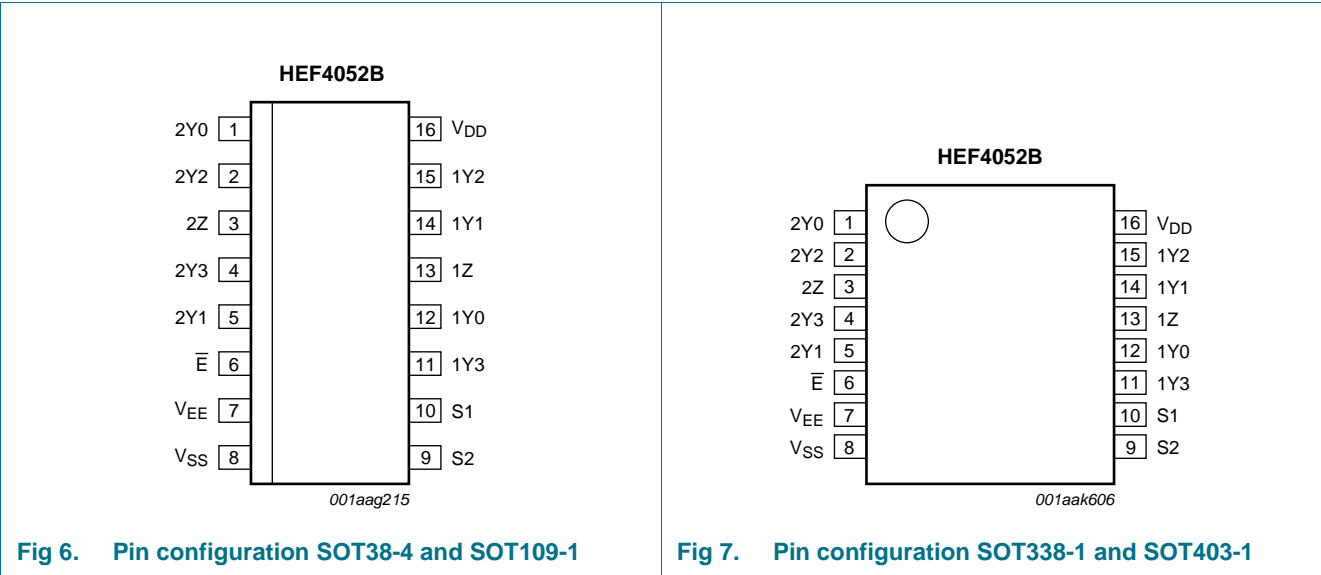 HEF4052B
2Y0 1 16 VDD
2Y2 2 15 1Y2
2Z 3 14 1Y1
2Y3 4 13 1Z
2Y1 5 12 1Y0
E̅ 6 11 1Y3
VEE 7 10 S1
VSS 8 9 S2
001aag215
Fig 6. Pin configuration SOT38-4 and SOT109-1
HEF4052B
2Y0 1 16 VDD
2Y2 2 15 1Y2
2Z 3 14 1Y1
2Y3 4 13 1Z
2Y1 5 12 1Y0
E̅ 6 11 1Y3
VEE 7 10 S1
VSS 8 9 S2
001aak606
Fig 7. Pin configuration SOT338-1 and SOT403-1